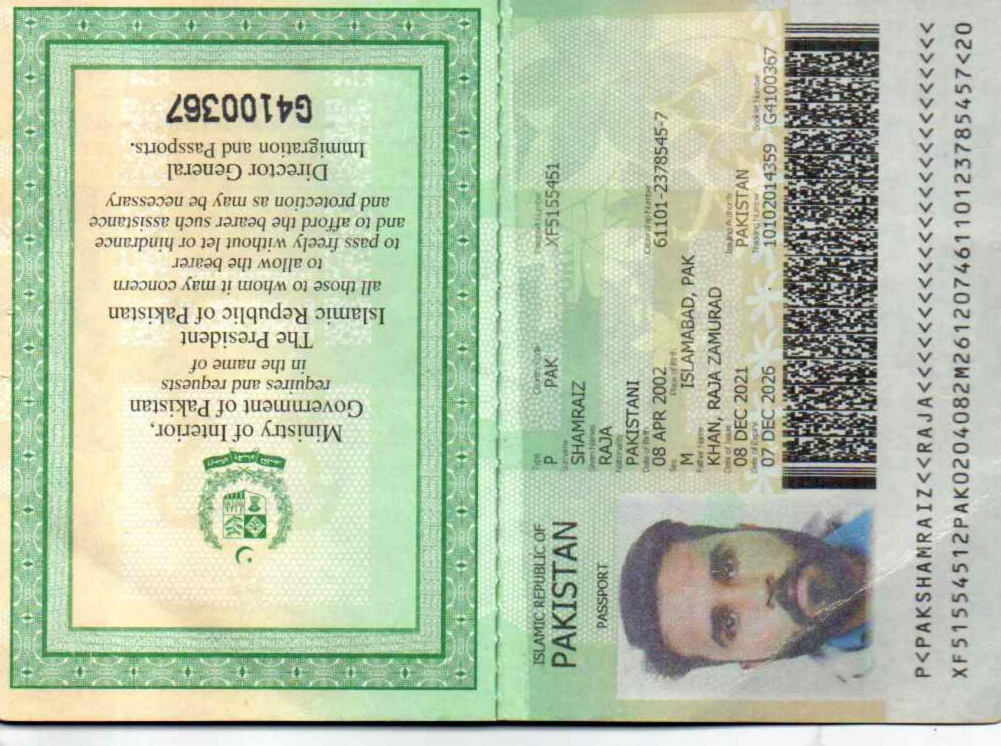 Ministry of Interior,
Government of Pakistan
requires and requests
in the name of
The President
Islamic Republic of Pakistan
all those to whom it may concern
to allow the bearer
to pass freely without let or hindrance
and to afford the bearer such assistance
and protection as may be necessary
Director General
Immigration and Passports.
G4100367
ISLAMIC REPUBLIC OF
PAKISTAN
PASSPORT
Type Country Code Passport Number
P PAK XF5155451
Surname
SHAMRAIZ
Given Names
RAJA
Nationality
PAKISTANI
Date of Birth Citizenship Number
08 APR 2002 61101-2378545-7
Sex Place of Birth
M ISLAMABAD, PAK
Father Name
KHAN, RAJA ZAMURAD
Date of Issue Issuing Authority
08 DEC 2021 PAKISTAN
Date of Expiry Tracking Number Booklet Number
07 DEC 2026 10102014359 G4100367
P<PAKSHAMRAIZ<<RAJA<<<<<<<<<<<<<<<<<<<<<<<<<
XF51554512PAK0204082M26120746110123785457<20